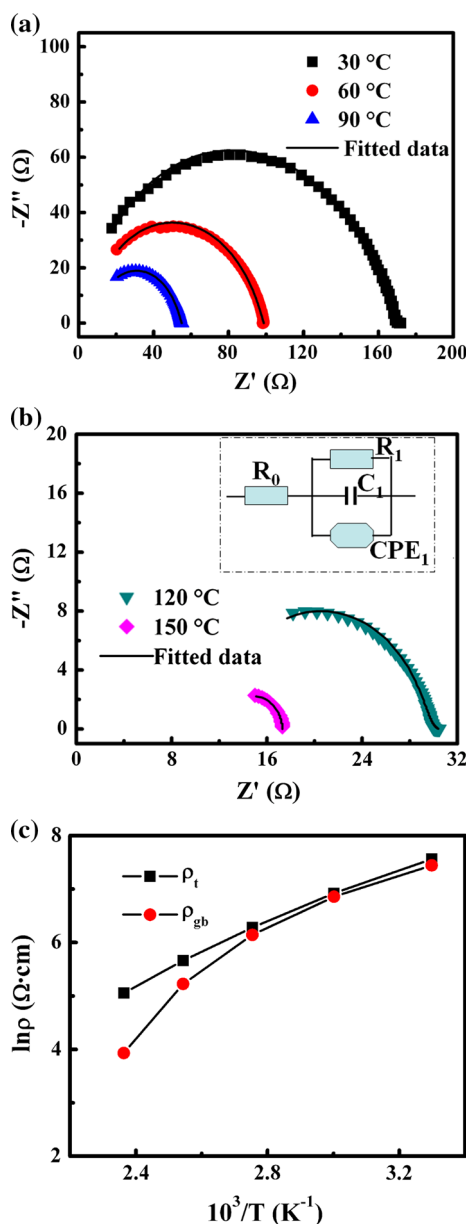 (a)
100
80
60
40
20
0
-Z'' (Ω)
30 °C
60 °C
90 °C
Fitted data
0 40 80 120 160 200
Z' (Ω)
(b)
20
16
12
8
4
0
-Z'' (Ω)
R₀
R₁
C₁
CPE₁
120 °C
150 °C
Fitted data
0 8 16 24 32
Z' (Ω)
(c)
8
6
4
2
lnρ (Ω·cm)
ρt
ρgb
2.4 2.8 3.2
10³/T (K⁻¹)